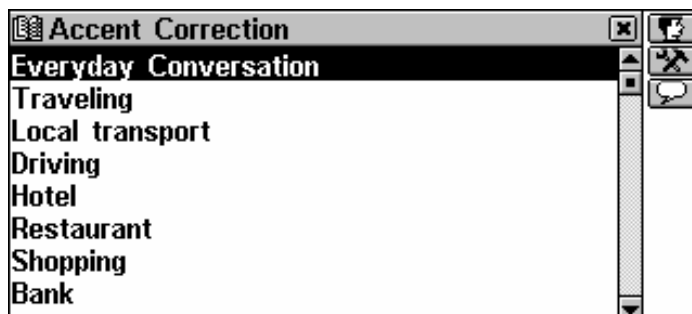 Accent Correction
Everyday Conversation
Traveling
Local transport
Driving
Hotel
Restaurant
Shopping
Bank